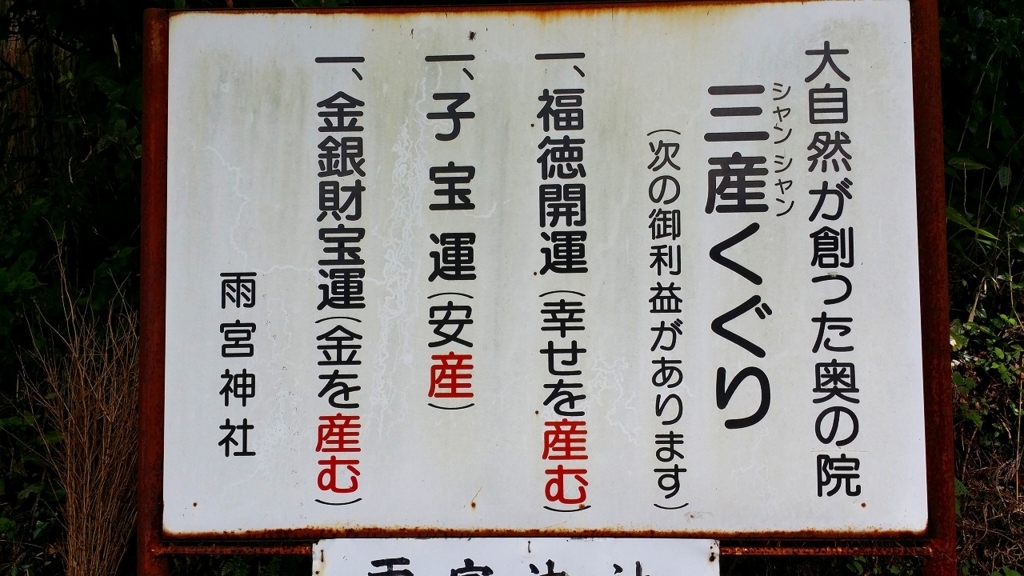 大自然が創った奥の院
シャンシャン
三産くぐり
（次の御利益があります）
一、福徳開運（幸せを産む）
一、子宝運（安産）
一、金銀財宝運（金を産む）
雨宮神社